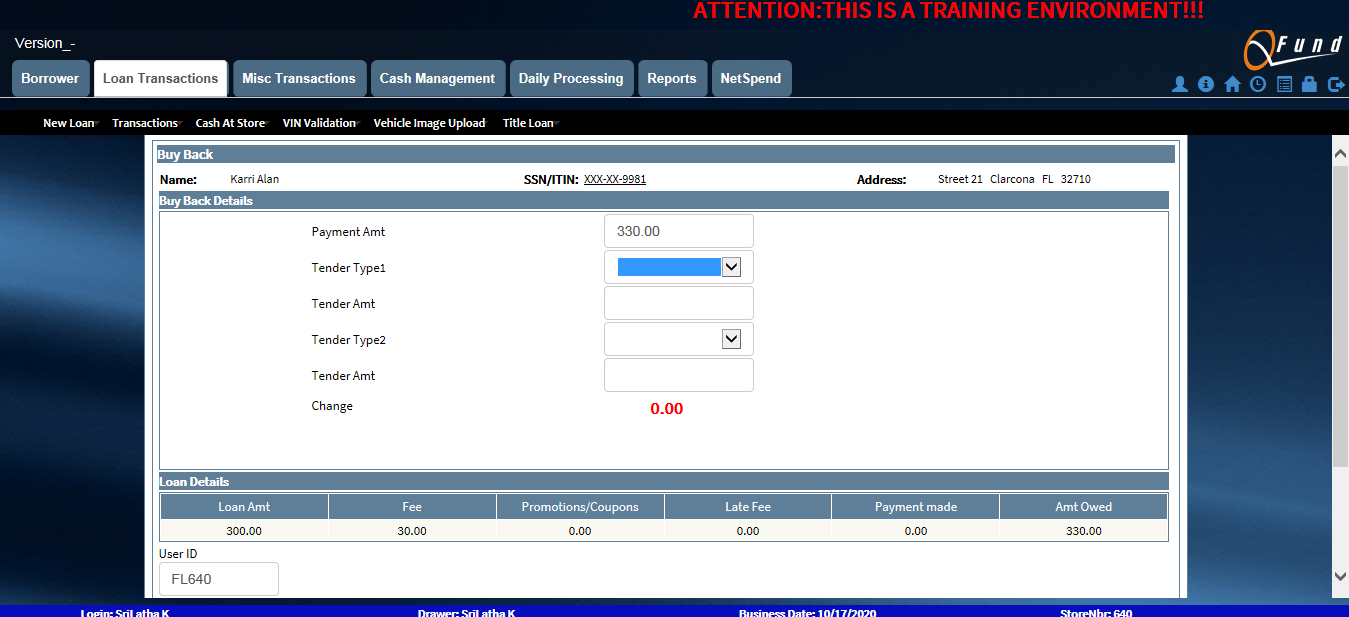 ATTENTION:THIS IS A TRAINING ENVIRONMENT!!!
Version_-
QFund
Borrower Loan Transactions Misc Transactions Cash Management Daily Processing Reports NetSpend
New Loan Transactions Cash At Store VIN Validation Vehicle Image Upload Title Loan
Buy Back
Name: Karri Alan SSN/ITIN: XXX-XX-9981 Address: Street 21 Clarcona FL 32710
Buy Back Details
Payment Amt 330.00
Tender Type1
Tender Amt
Tender Type2
Tender Amt
Change 0.00
Loan Details
Loan Amt Fee Promotions/Coupons Late Fee Payment made Amt Owed
300.00 30.00 0.00 0.00 0.00 330.00
User ID
FL640
Login: SriLatha K Drawer: SriLatha K Business Date: 10/17/2020 StoreNbr: 640